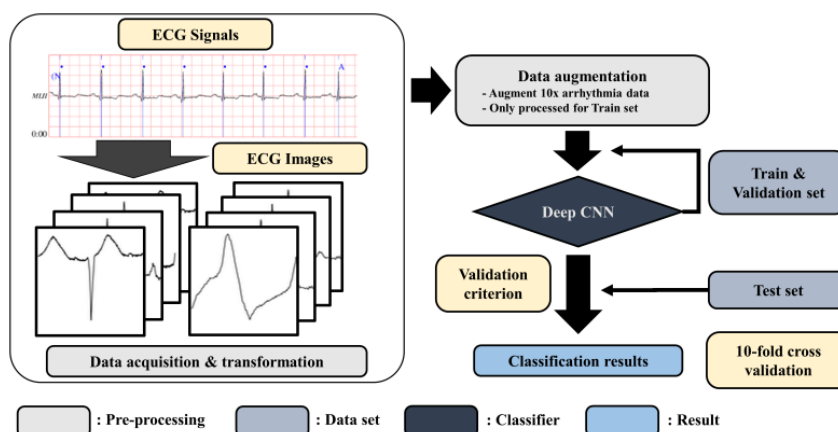 ECG Signals
(N
A
MLII
0:00
ECG Images
Data acquisition & transformation
Data augmentation
- Augment 10x arrhythmia data
- Only processed for Train set
Train &
Validation set
Deep CNN
Validation
criterion
Test set
Classification results
10-fold cross
validation
: Pre-processing
: Data set
: Classifier
: Result